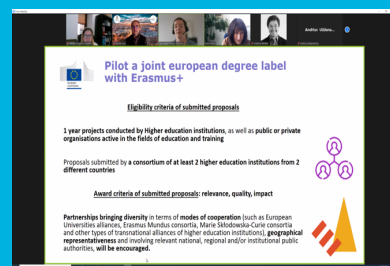 Pilot a joint european degree label
with Erasmus+
Eligibility criteria of submitted proposals
1 year projects conducted by Higher education institutions, as well as public or private
organisations active in the fields of education and training
Proposals submitted by a consortium of at least 2 higher education institutions from 2
different countries
Award criteria of submitted proposals: relevance, quality, impact
Partnerships bringing diversity in terms of modes of cooperation (such as European
Universities alliances, Erasmus Mundus consortia, Marie Skłodowska-Curie consortia
and other types of transnational alliances of higher education institutions), geographical
representativeness and involving relevant national, regional and/or institutional public
authorities, will be encouraged.